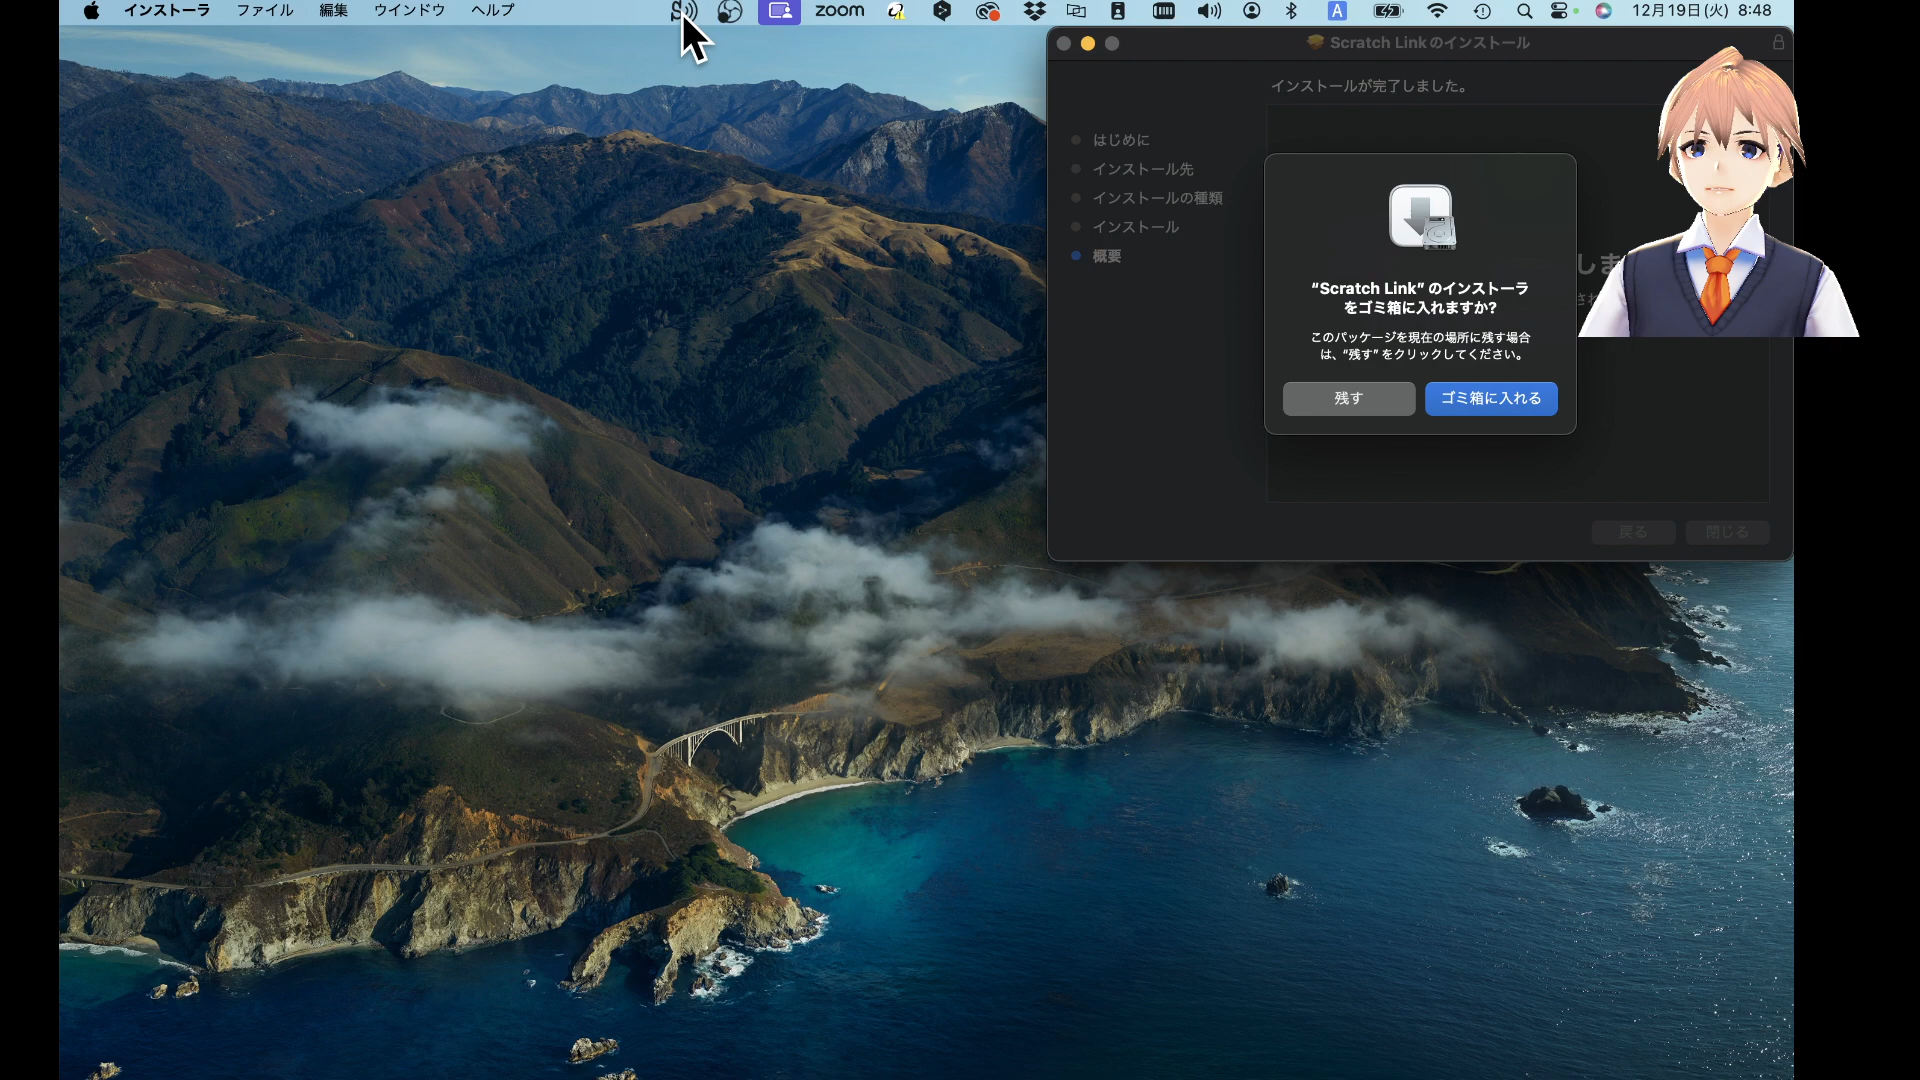 インストーラ ファイル 編集 ウインドウ ヘルプ zoom A 12月19日(火) 8:48
Scratch Linkのインストール
インストールが完了しました。
はじめに
インストール先
インストールの種類
インストール
概要
しま
“Scratch Link” のインストーラ
をゴミ箱に入れますか?
このパッケージを現在の場所に残す場合
は、“残す” をクリックしてください。
残す ゴミ箱に入れる
戻る 閉じる